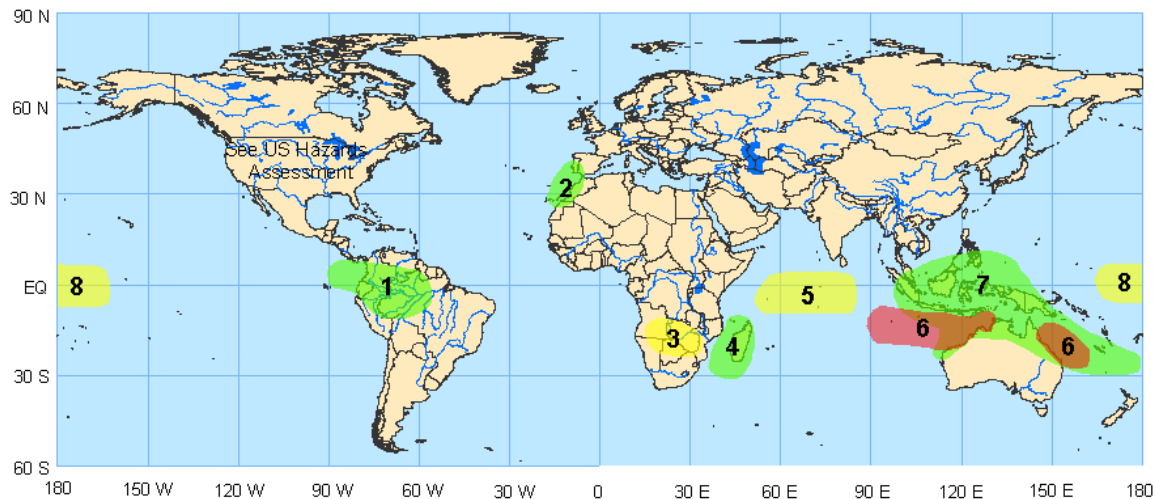 90 N
60 N
See US Hazards
Assessment
2
30 N
8
1
5
7
8
EQ
3
4
6
6
30 S
60 S
180
150 W
120 W
90 W
60 W
30 W
0
30 E
60 E
90 E
120 E
150 E
180